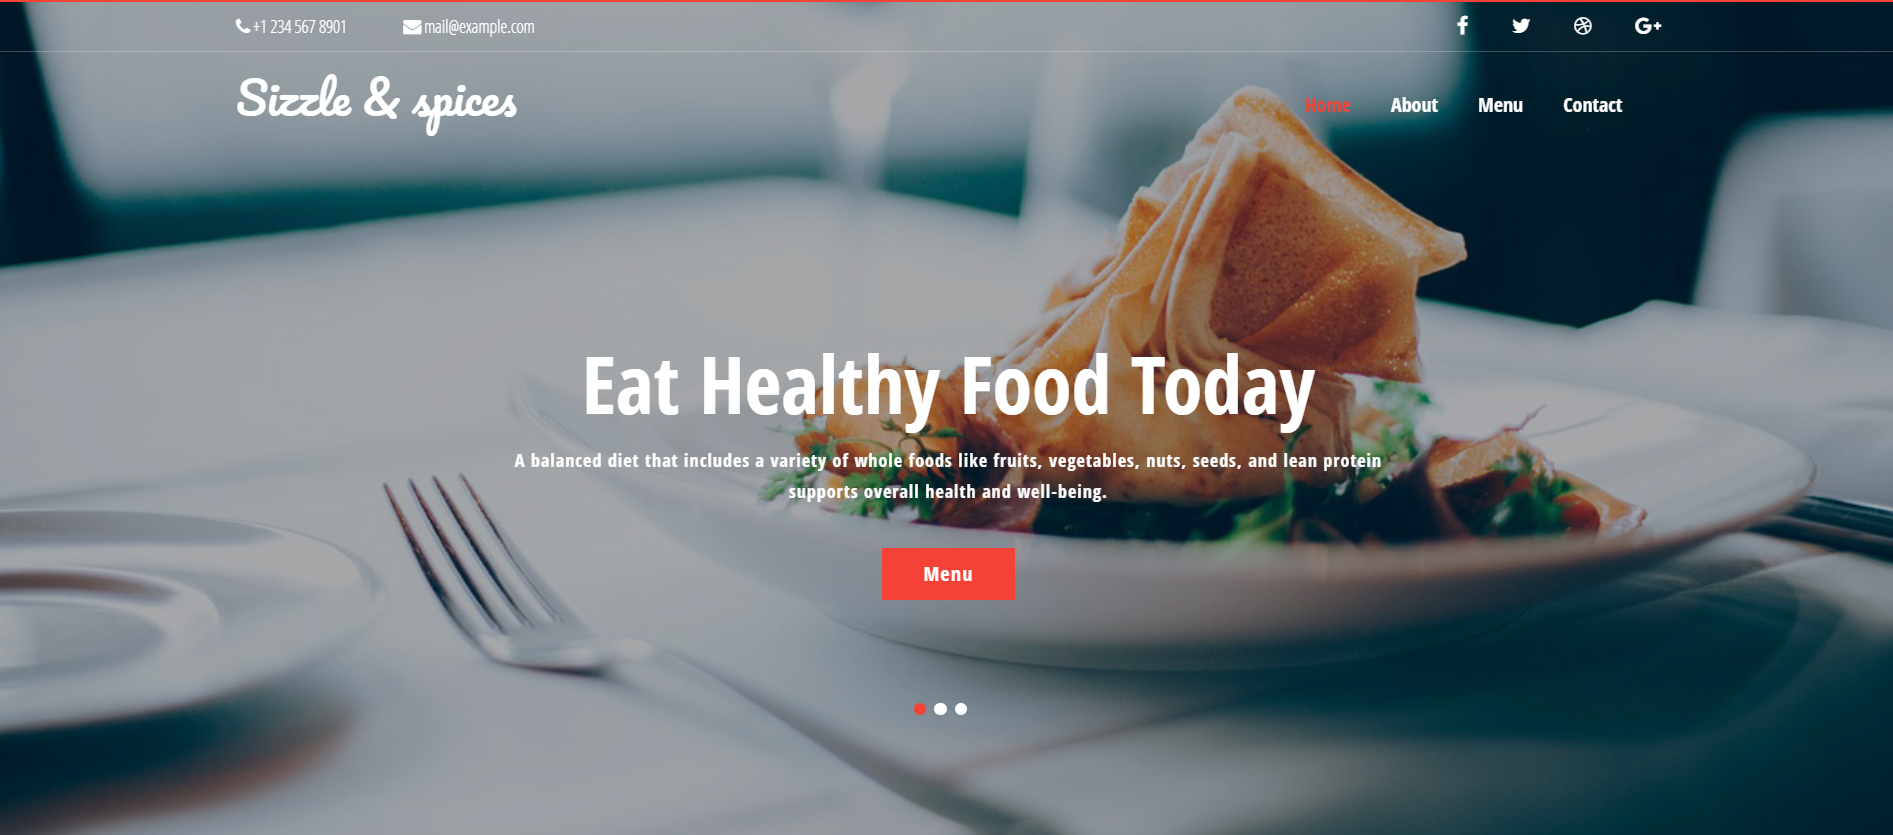 +1 234 567 8901 mail@example.com
Sizzle & spices
Home About Menu Contact
Eat Healthy Food Today
A balanced diet that includes a variety of whole foods like fruits, vegetables, nuts, seeds, and lean protein
supports overall health and well-being.
Menu